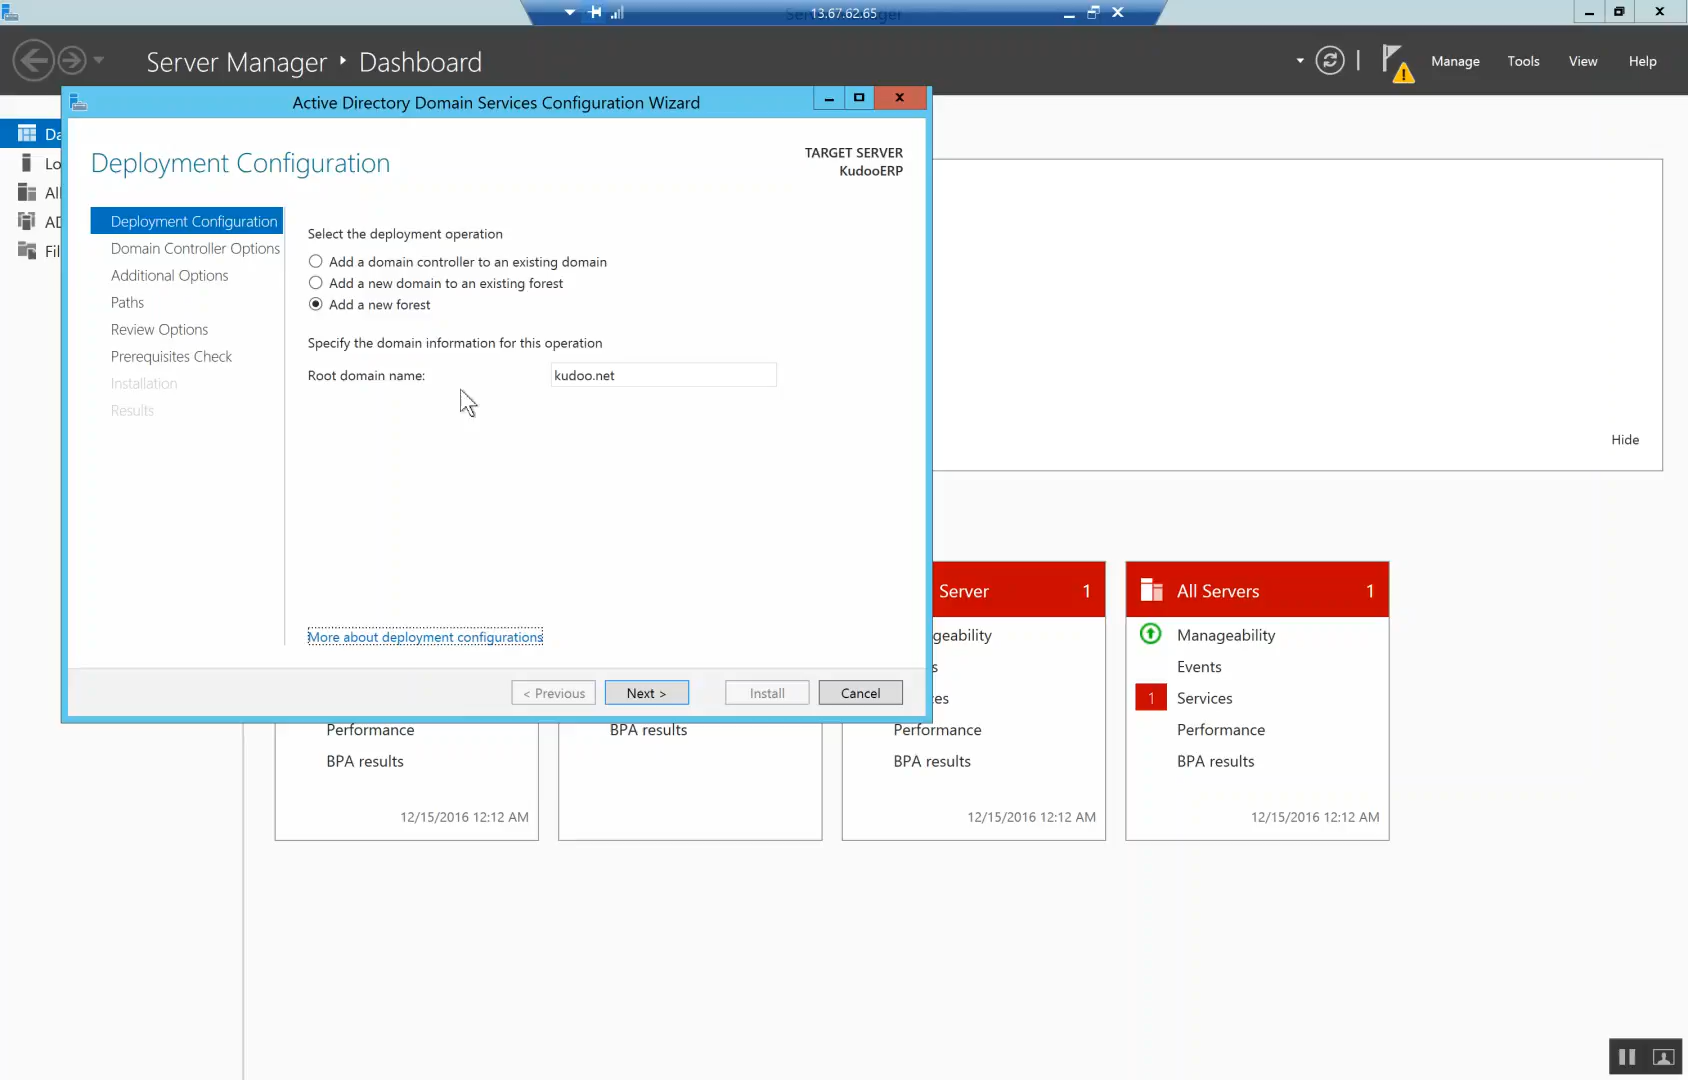 13.67.62.65
Server Manager ‣ Dashboard
Manage
Tools
View
Help
Active Directory Domain Services Configuration Wizard
Deployment Configuration
TARGET SERVER
KudooERP
Deployment Configuration
Domain Controller Options
Additional Options
Paths
Review Options
Prerequisites Check
Installation
Results
Select the deployment operation
Add a domain controller to an existing domain
Add a new domain to an existing forest
Add a new forest
Specify the domain information for this operation
Root domain name:
kudoo.net
More about deployment configurations
< Previous
Next >
Install
Cancel
Da
Lo
All
AD
Fil
Hide
Performance
BPA results
12/15/2016 12:12 AM
BPA results
Server 1
geability
s
ces
Performance
BPA results
12/15/2016 12:12 AM
All Servers 1
Manageability
Events
1 Services
Performance
BPA results
12/15/2016 12:12 AM